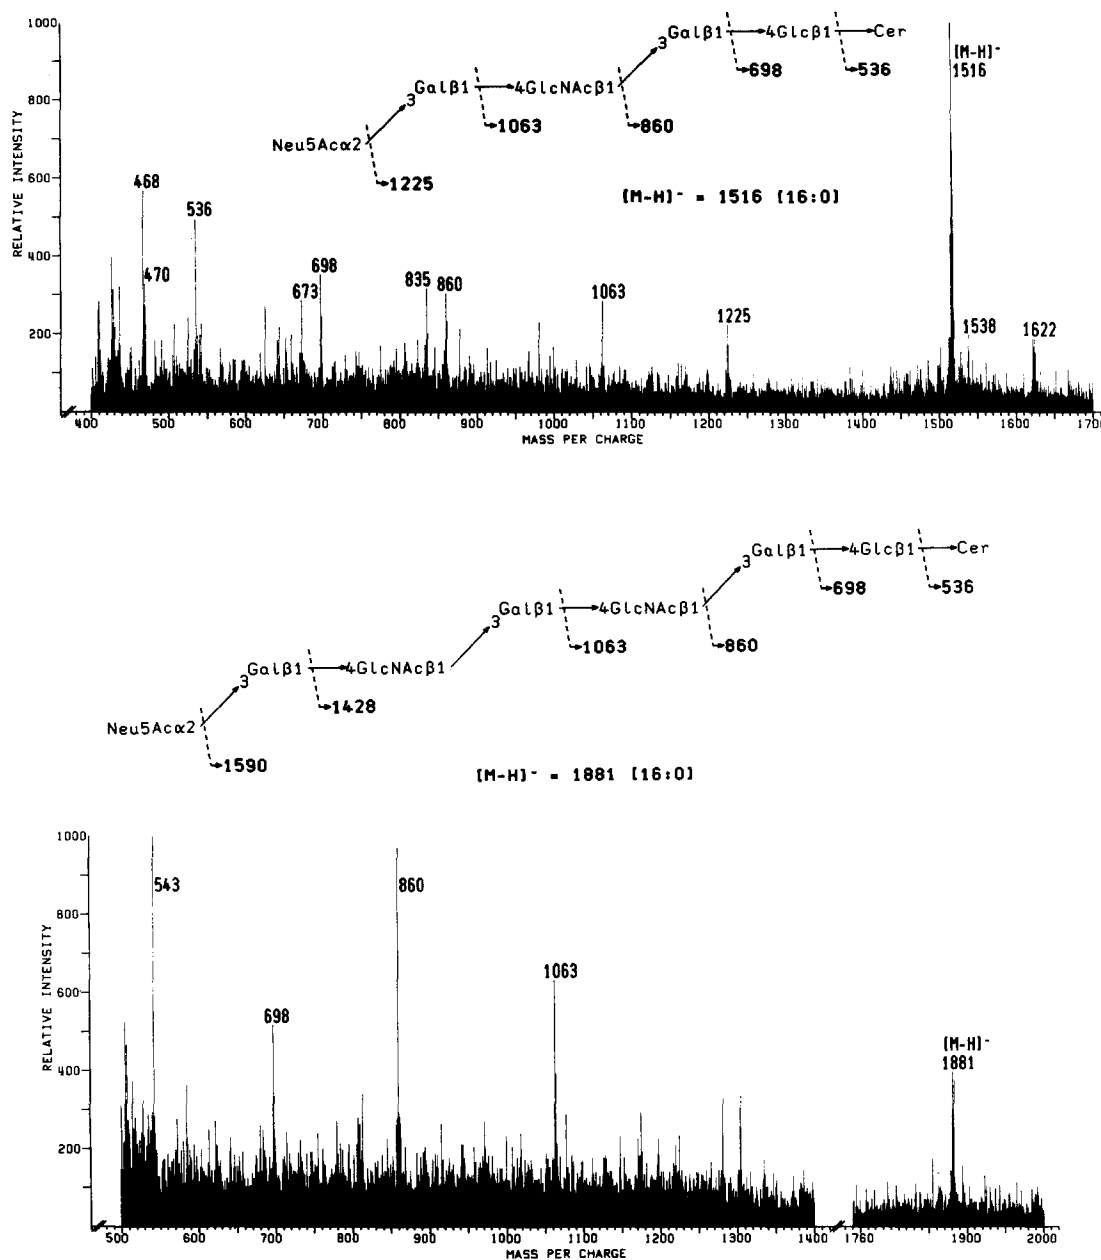 1000
800
600
400
200
RELATIVE INTENSITY
3Galβ1 4Glcβ1 Cer
698 536
3Galβ1 4GlcNAcβ1
1063 860
Neu5Acα2
1225
[M-H]⁻ = 1516 [16:0]
[M-H]⁻
1516
468
470
536
673
698
835
860
1063
1225
1538
1622
400 500 600 700 800 900 1000 1100 1200 1300 1400 1500 1600 1700
MASS PER CHARGE
3Galβ1 4Glcβ1 Cer
698 536
3Galβ1 4GlcNAcβ1
1063 860
3Galβ1 4GlcNAcβ1
1428
Neu5Acα2
1590
[M-H]⁻ = 1881 [16:0]
1000
800
600
400
200
RELATIVE INTENSITY
543
698
860
1063
[M-H]⁻
1881
500 600 700 800 900 1000 1100 1200 1300 1400 1760 1900 2000
MASS PER CHARGE